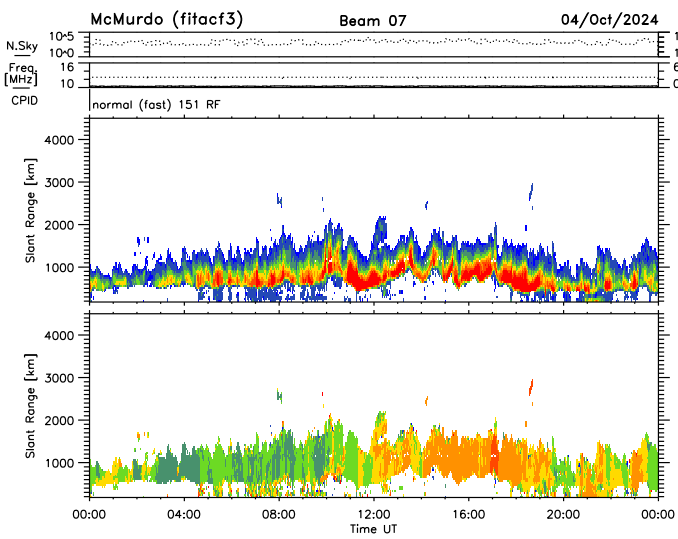 McMurdo (fitacf3) Beam 07 04/Oct/2024
N.Sky 10^5 1
10^0 1
Freq. 16 6
[MHz] 10 0
CPID normal (fast) 151 RF
4000
3000
2000
1000
Slant Range [km]
4000
3000
2000
1000
Slant Range [km]
00:00 04:00 08:00 12:00 16:00 20:00 00:00
Time UT